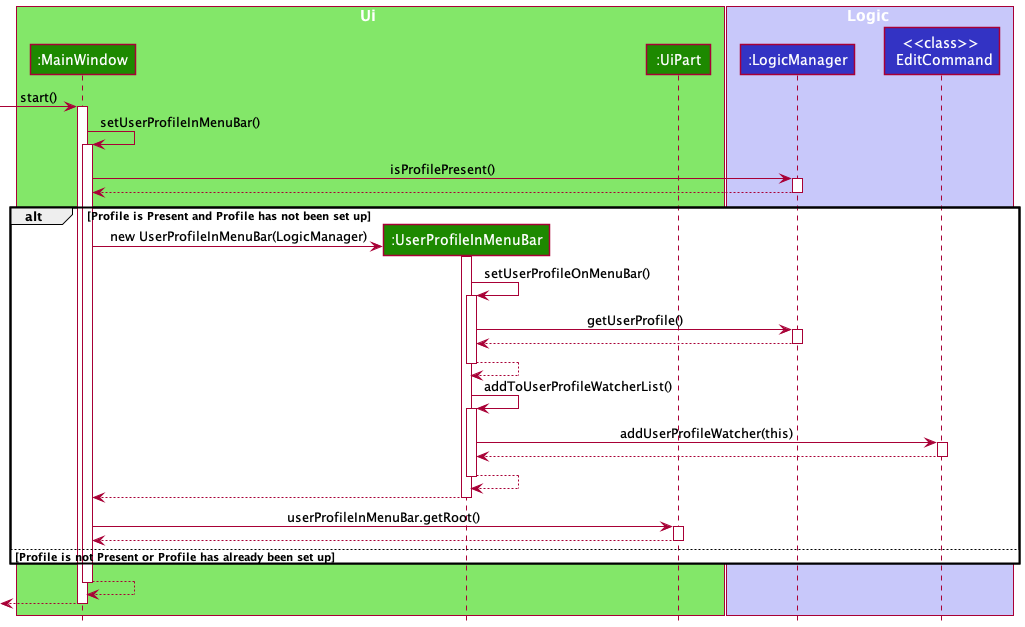 Ui
Logic
:MainWindow
:UiPart
:LogicManager
<<class>>
EditCommand
start()
setUserProfileInMenuBar()
isProfilePresent()
alt
[Profile is Present and Profile has not been set up]
new UserProfileInMenuBar(LogicManager)
:UserProfileInMenuBar
setUserProfileOnMenuBar()
getUserProfile()
addToUserProfileWatcherList()
addUserProfileWatcher(this)
userProfileInMenuBar.getRoot()
[Profile is not Present or Profile has already been set up]